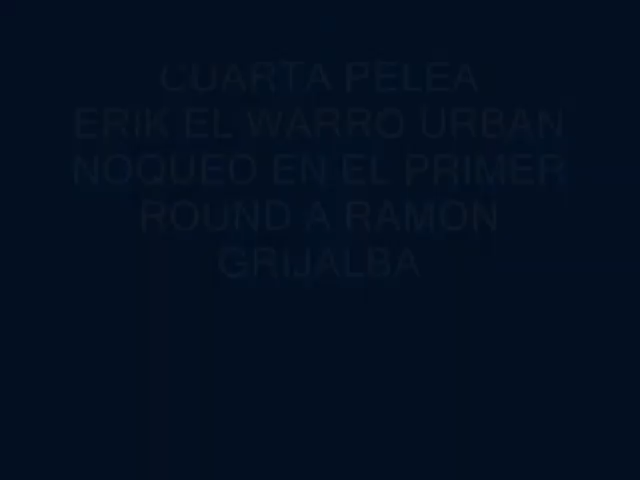 CUARTA PELEA
ERIK EL WARRO URBAN
NOQUEO EN EL PRIMER
ROUND A RAMON
GRIJALBA